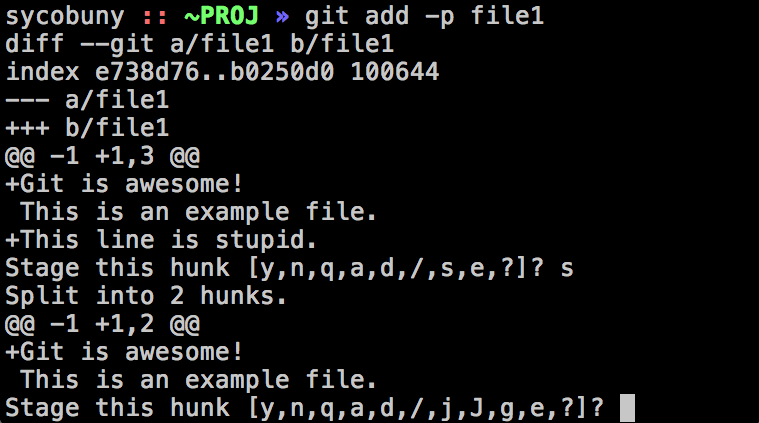 sycobuny :: ~PROJ » git add -p file1
diff --git a/file1 b/file1
index e738d76..b0250d0 100644
--- a/file1
+++ b/file1
@@ -1 +1,3 @@
+Git is awesome!
 This is an example file.
+This line is stupid.
Stage this hunk [y,n,q,a,d,/,s,e,?]? s
Split into 2 hunks.
@@ -1 +1,2 @@
+Git is awesome!
 This is an example file.
Stage this hunk [y,n,q,a,d,/,j,J,g,e,?]?